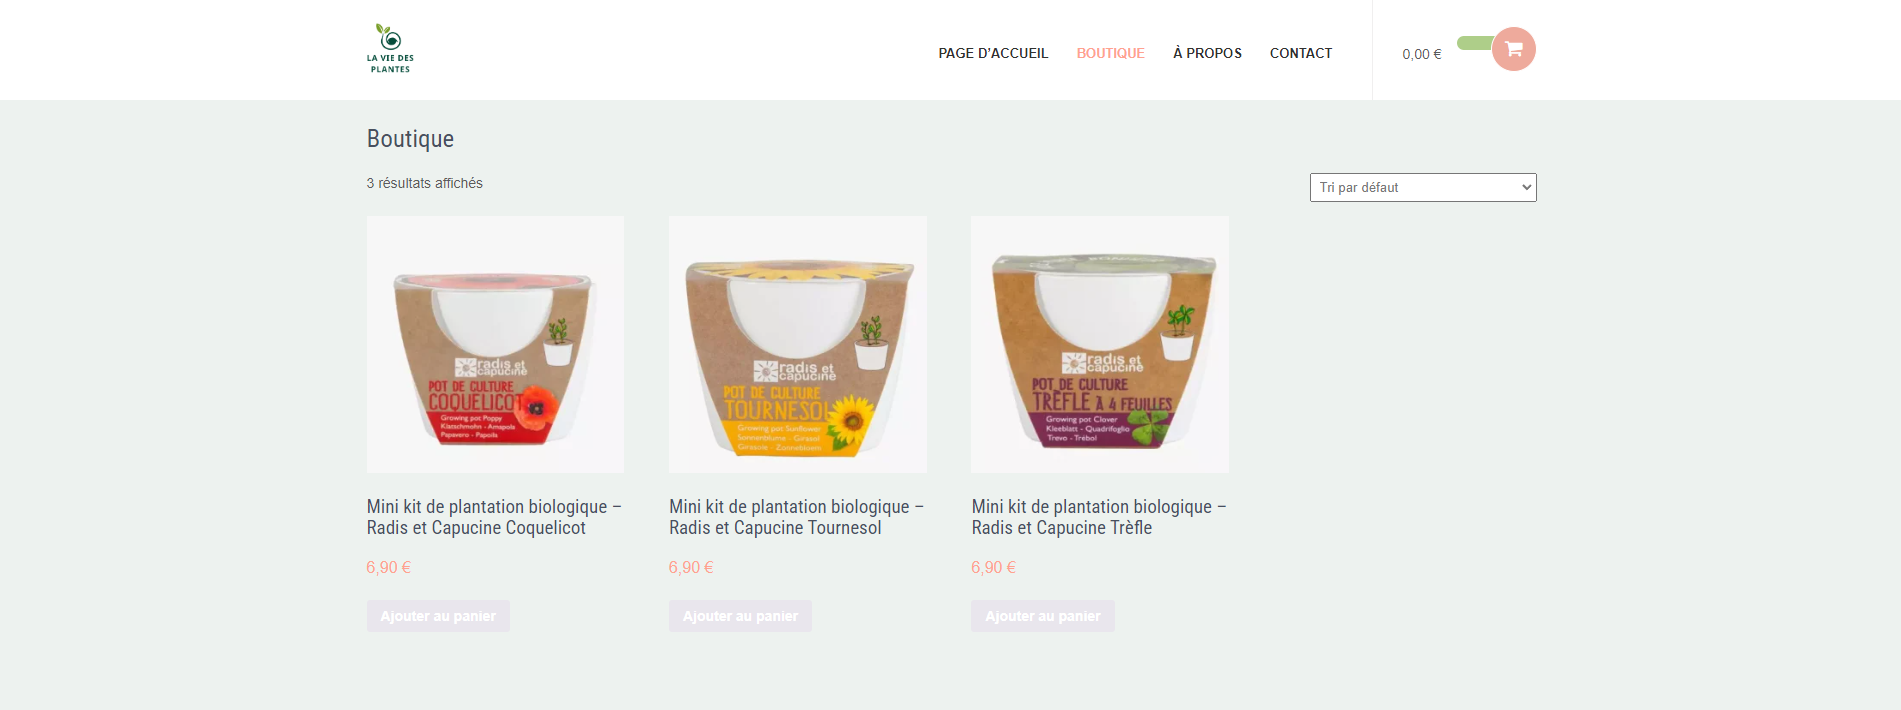 LA VIE DES
PLANTES
PAGE D'ACCUEIL
BOUTIQUE
À PROPOS
CONTACT
0,00 €
Boutique
3 résultats affichés
Tri par défaut
radis et
capucine
POT DE CULTURE
COQUELICOT
Growing pot Poppy
Klatschmohn - Amapola
Papavero - Papoila
radis et
capucine
POT DE CULTURE
TOURNESOL
Growing pot Sunflower
Sonnenblume - Girasol
Girasole - Zonnebloem
radis et
capucine
POT DE CULTURE
TRÈFLE À 4 FEUILLES
Growing pot Clover
Kleeblatt - Quadrifoglio
Trevo - Trébol
Mini kit de plantation biologique –
Radis et Capucine Coquelicot
6,90 €
Ajouter au panier
Mini kit de plantation biologique –
Radis et Capucine Tournesol
6,90 €
Ajouter au panier
Mini kit de plantation biologique –
Radis et Capucine Trèfle
6,90 €
Ajouter au panier